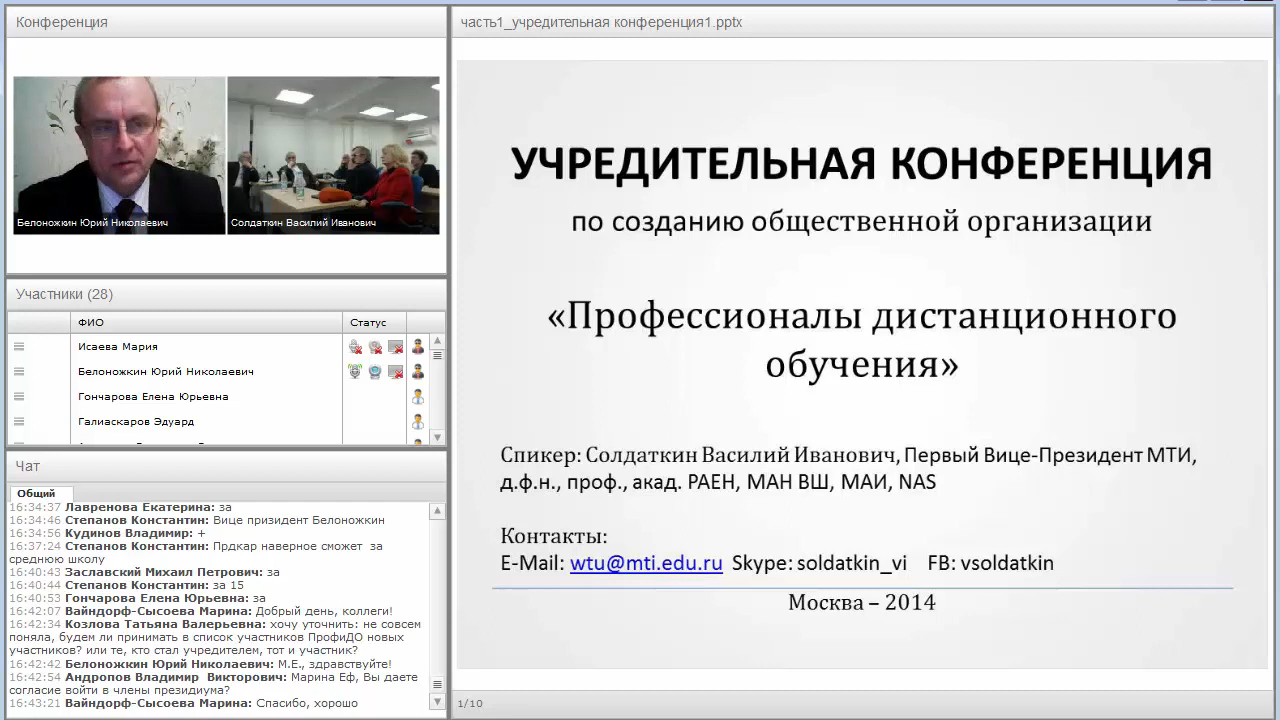 Конференция
Белоножкин Юрий Николаевич
Солдаткин Василий Иванович
Участники (28)
ФИО Статус
Исаева Мария
Белоножкин Юрий Николаевич
Гончарова Елена Юрьевна
Галиаскаров Эдуард
Чат
Общий
16:34:37 Лавренова Екатерина: за
16:34:46 Степанов Константин: Вице призидент Белоножкин
16:34:56 Кудинов Владимир: +
16:37:24 Степанов Константин: Прдкар наверное сможет за
среднюю школу
16:40:43 Заславский Михаил Петрович: за
16:40:44 Степанов Константин: за 15
16:40:53 Гончарова Елена Юрьевна: за
16:42:07 Вайндорф-Сысоева Марина: Добрый день, коллеги!
16:42:34 Козлова Татьяна Валерьевна: хочу уточнить: не совсем
поняла, будем ли принимать в список участников ПрофиДО новых
участников? или те, кто стал учредителем, тот и участник?
16:42:42 Белоножкин Юрий Николаевич: М.Е., здравствуйте!
16:42:54 Андропов Владимир Викторович: Марина Еф, Вы даете
согласие войти в члены президиума?
16:43:21 Вайндорф-Сысоева Марина: Спасибо, хорошо
часть1_учредительная конференция1.pptx
УЧРЕДИТЕЛЬНАЯ КОНФЕРЕНЦИЯ
по созданию общественной организации
«Профессионалы дистанционного
обучения»
Спикер: Солдаткин Василий Иванович, Первый Вице-Президент МТИ,
д.ф.н., проф., акад. РАЕН, МАН ВШ, МАИ, NAS
Контакты:
E-Mail: wtu@mti.edu.ru Skype: soldatkin_vi FB: vsoldatkin
Москва – 2014
1/10